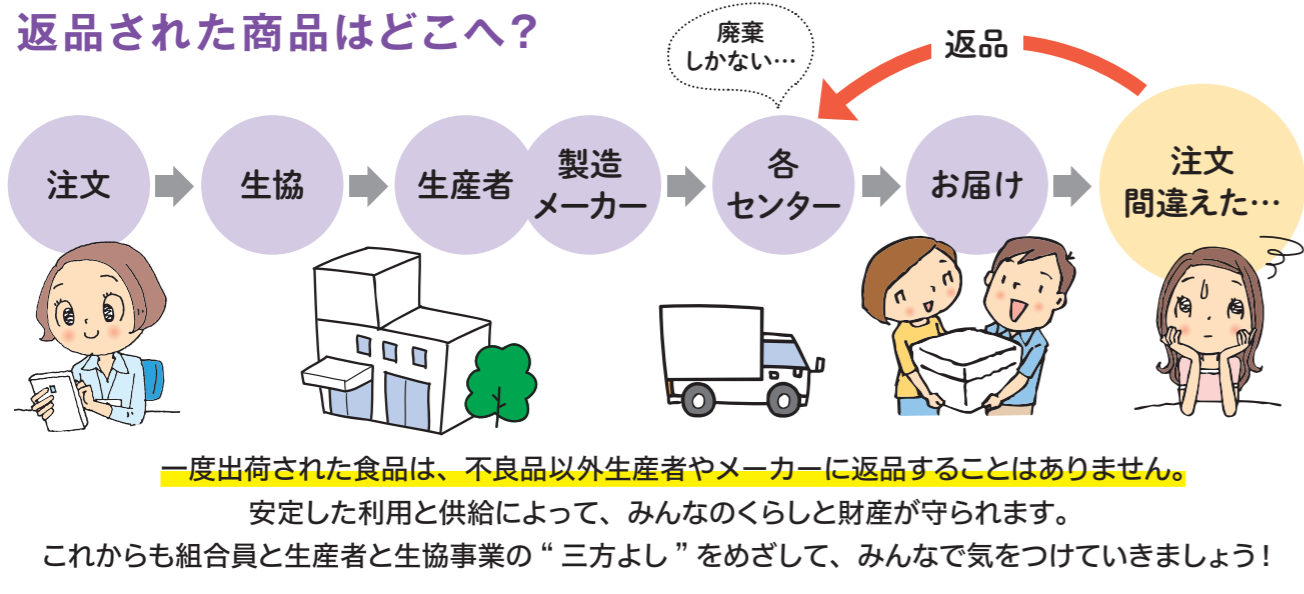 返品された商品はどこへ?
廃棄
しかない…
返品
注文
生協
生産者
製造
メーカー
各
センター
お届け
注文
間違えた…
一度出荷された食品は、不良品以外生産者やメーカーに返品することはありません。
安定した利用と供給によって、みんなのくらしと財産が守られます。
これからも組合員と生産者と生協事業の“三方よし”をめざして、みんなで気をつけていきましょう!